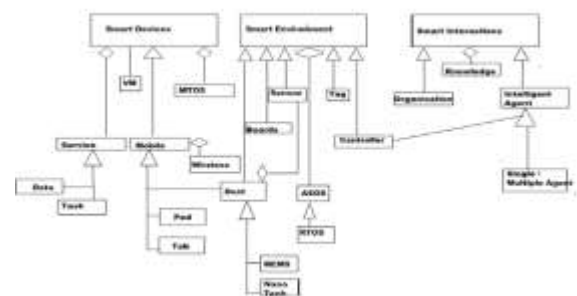 Smart Devices
Smart Environment
Smart Interactions
VM
MTOS
Sensor
Tag
Knowledge
Organisation
Intelligent
Agent
Boards
Controller
Service
Mobile
Wireless
Data
Task
Dust
ASOS
Single /
Multiple Agent
Pad
Tab
RTOS
MEMS
Nano
Tech